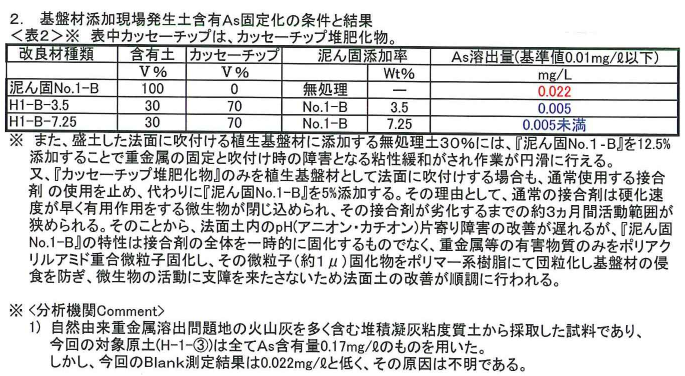 2. 基盤材添加現場発生土含有As固定化の条件と結果
<表2>※ 表中カッセーチップは、カッセーチップ堆肥化物。
改良材種類 含有土 カッセーチップ 泥ん固添加率 As溶出量(基準値0.01mg/ℓ以下)
V% V% Wt% mg/L
泥ん固No.1-B 100 0 無処理 — 0.022
H1-B-3.5 30 70 No.1-B 3.5 0.005
H1-B-7.25 30 70 No.1-B 7.25 0.005未満
※ また、盛土した法面に吹付ける植生基盤材に添加する無処理土30%には、『泥ん固No.1-B』を12.5%
添加することで重金属の固定と吹付け時の障害となる粘性緩和がされ作業が円滑に行える。
又、『カッセーチップ堆肥化物』のみを植生基盤材として法面に吹付けする場合も、通常使用する接合
剤 の使用を止め、代わりに『泥ん固No.1-B』を5%添加する。その理由として、通常の接合剤は硬化速
度が早く有用作用をする微生物が閉じ込められ、その接合剤が劣化するまでの約3ヵ月間活動範囲が
狭められる。そのことから、法面土内のpH(アニオン・カチオン)片寄り障害の改善が遅れるが、『泥ん固
No.1-B』の特性は接合剤の全体を一時的に固化するものでなく、重金属等の有害物質のみをポリアク
リルアミド重合微粒子固化し、その微粒子(約1μ)固化物をポリマー系樹脂にて団粒化し基盤材の侵
食を防ぎ、微生物の活動に支障を来たさないため法面土の改善が順調に行われる。
※ <分析機関Comment>
1) 自然由来重金属溶出問題地の火山灰を多く含む堆積凝灰粘度質土から採取した試料であり、
今回の対象原土(H-1-③)は全てAs含有量0.17mg/ℓのものを用いた。
しかし、今回のBlank測定結果は0.022mg/ℓと低く、その原因は不明である。